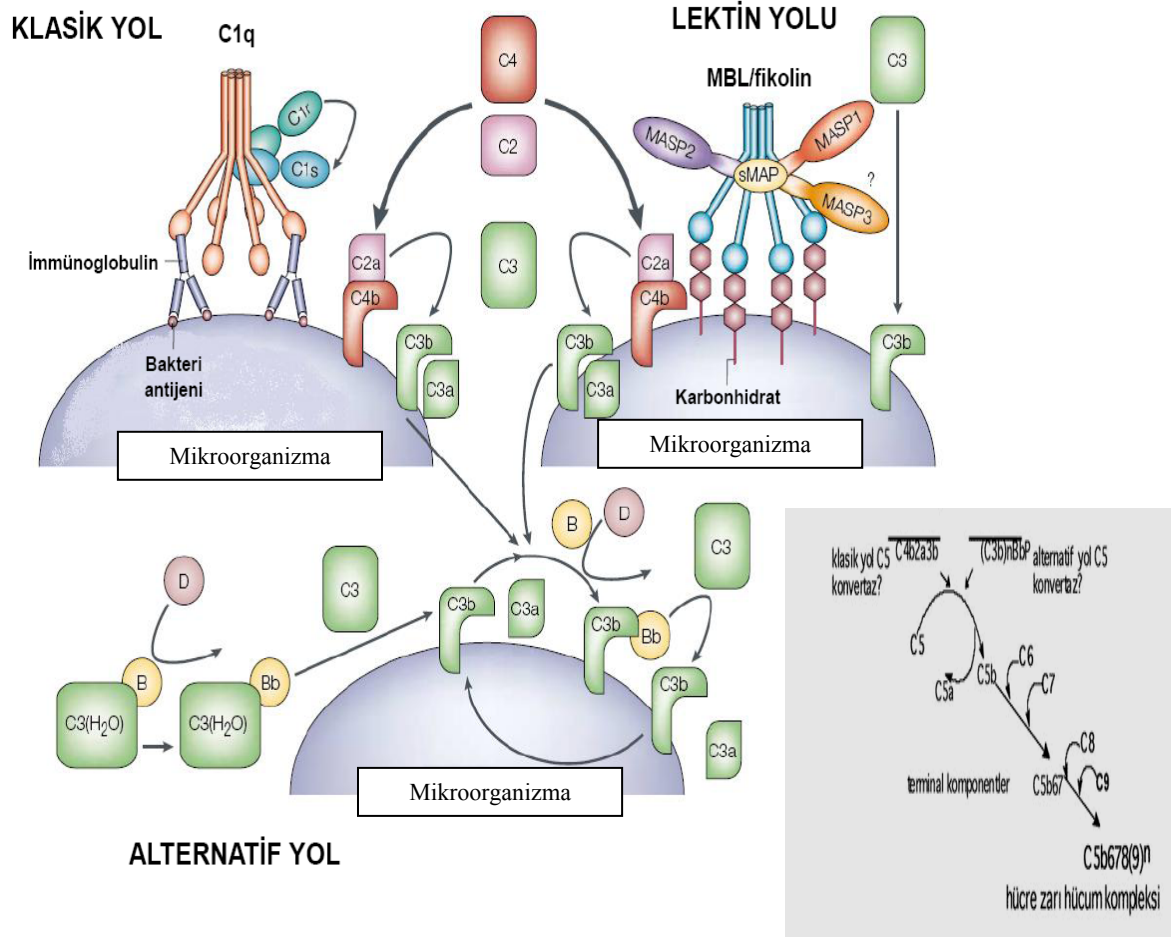 KLASİK YOL
C1q
C1r
C1s
İmmünoglobulin
Bakteri
antijeni
C2a
C4b
C3b
C3a
Mikroorganizma
C4
C2
C3
LEKTİN YOLU
MBL/fikolin
MASP2
MASP1
sMAP
MASP3
?
C3
C2a
C4b
C3b
C3a
Karbonhidrat
C3b
Mikroorganizma
D
B
C3(H₂O)
Bb
C3(H₂O)
C3
C3b
C3a
B
D
C3
C3b
Bb
C3b
C3a
Mikroorganizma
ALTERNATİF YOL
klasik yol C5
konvertaz?
C4b2a3b
(C3b)nBbP
alternatif yol C5
konvertaz?
C5
C5a
C5b
C6
C7
C5b67
C8
C9
terminal komponentler
C5b678(9)ⁿ
hücre zarı hücum kompleksi